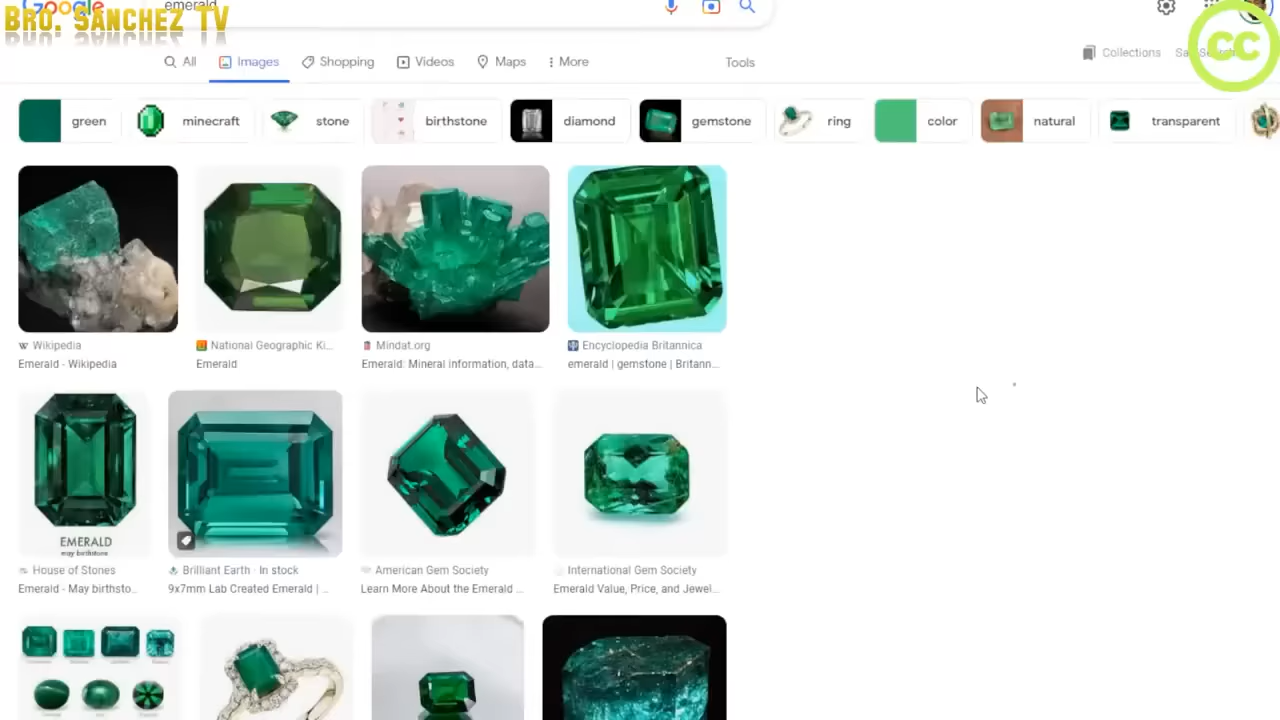 Google
emerald
BRO. SANCHEZ TV
CC
All
Images
Shopping
Videos
Maps
More
Tools
Collections
green
minecraft
stone
birthstone
diamond
gemstone
ring
color
natural
transparent
W Wikipedia
Emerald - Wikipedia
National Geographic Ki...
Emerald
Mindat.org
Emerald: Mineral information, data...
Encyclopedia Britannica
emerald | gemstone | Britann...
EMERALD
may birthstone
House of Stones
Emerald - May birthsto...
Brilliant Earth · In stock
9x7mm Lab Created Emerald | ...
American Gem Society
Learn More About the Emerald ...
International Gem Society
Emerald Value, Price, and Jewel...